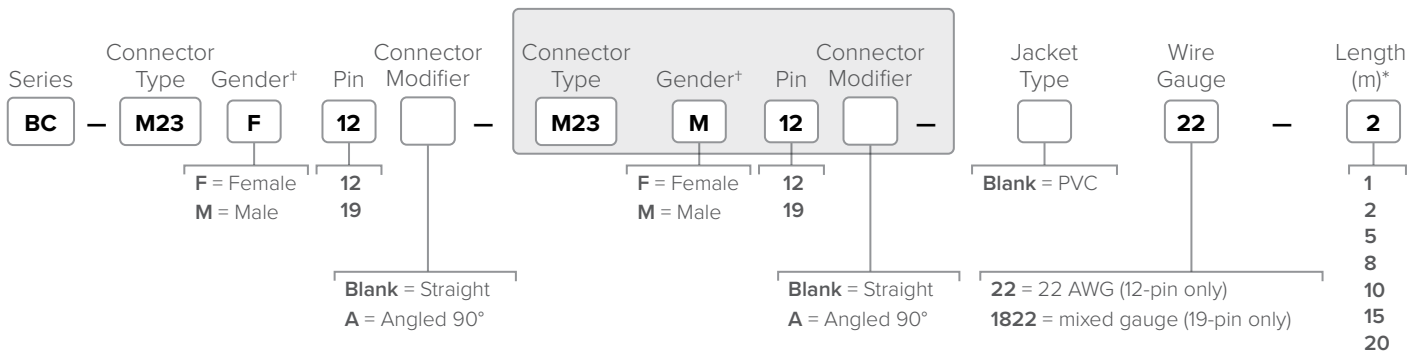 Connector Connector Connector Connector Jacket Wire Length
Series Type Gender† Pin Modifier Type Gender† Pin Modifier Type Gauge (m)*
BC – M23 F 12 – M23 M 12 – 22 – 2
F = Female 12 F = Female 12 Blank = PVC 1
M = Male 19 M = Male 19 2
5
8
Blank = Straight Blank = Straight 22 = 22 AWG (12-pin only) 10
A = Angled 90° A = Angled 90° 1822 = mixed gauge (19-pin only) 15
20